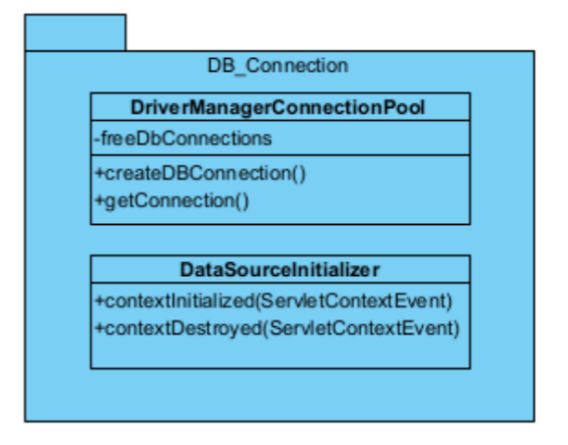 DB_Connection
DriverManagerConnectionPool
-freeDbConnections
+createDBConnection()
+getConnection()
DataSourceInitializer
+contextInitialized(ServletContextEvent)
+contextDestroyed(ServletContextEvent)